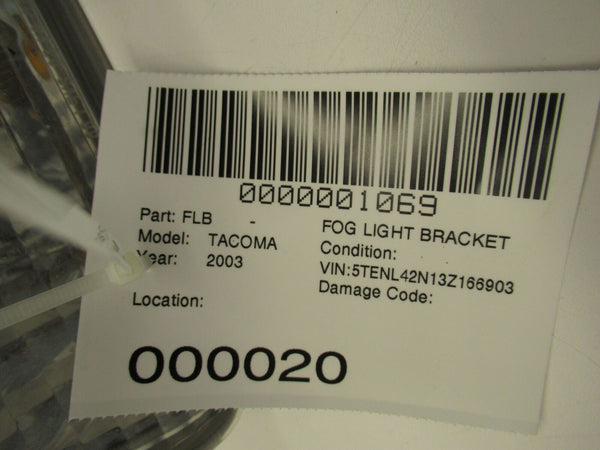 0000001069
Part: FLB - FOG LIGHT BRACKET
Model: TACOMA Condition:
Year: 2003 VIN:5TENL42N13Z166903
Damage Code:
Location:
000020